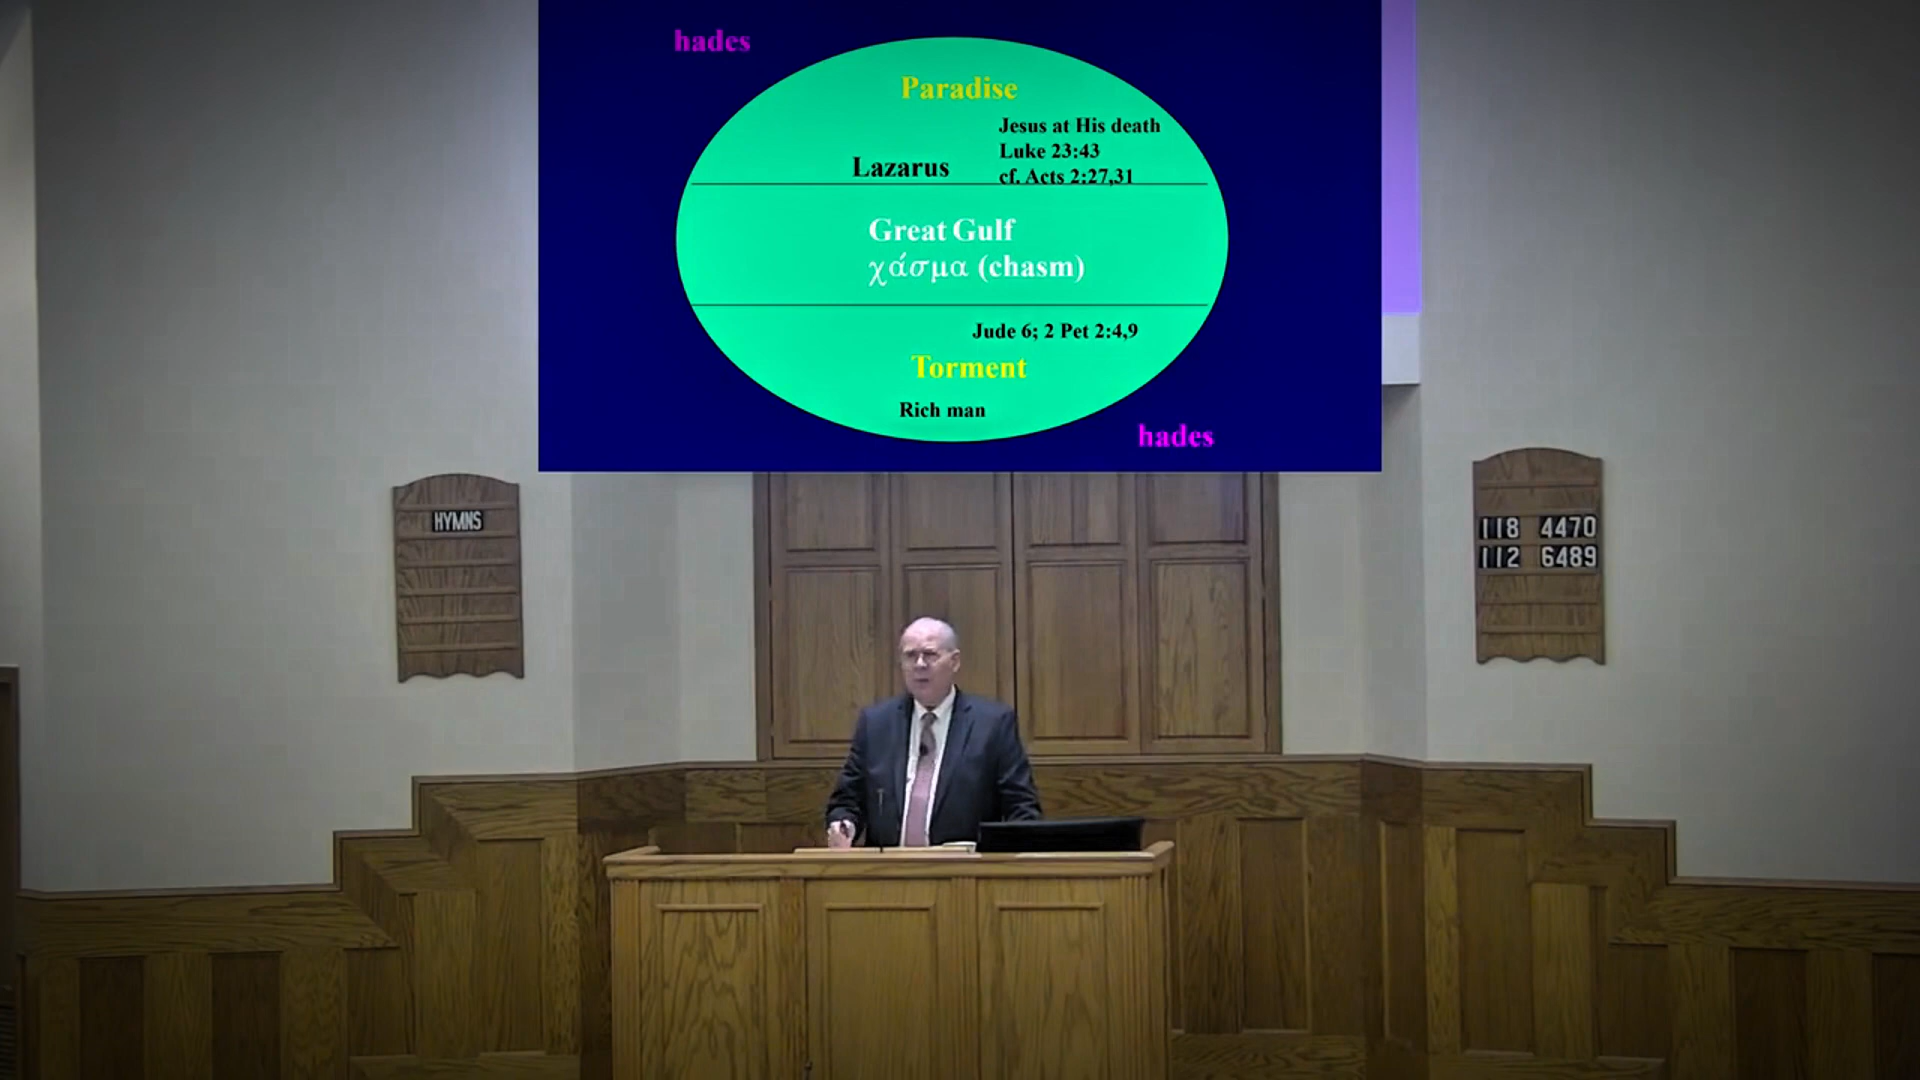 hades
Paradise
Jesus at His death
Luke 23:43
Lazarus
cf. Acts 2:27,31
Great Gulf
χάσμα (chasm)
Jude 6; 2 Pet 2:4,9
Torment
Rich man
hades
HYMNS
118 4470
112 6489